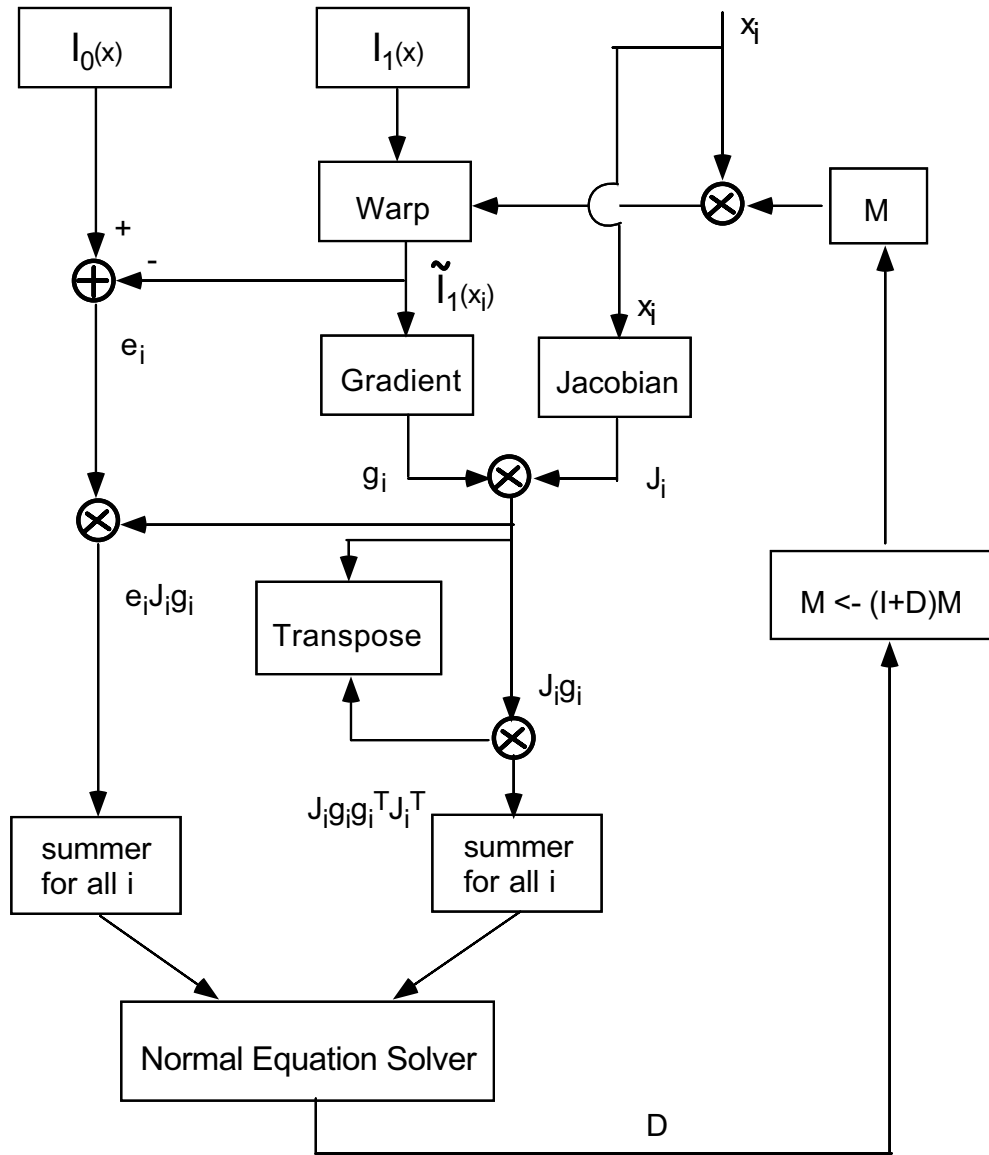 I₀(x)
I₁(x)
xᵢ
Warp
M
+
-
Ĩ₁(xᵢ)
xᵢ
eᵢ
Gradient
Jacobian
gᵢ
Jᵢ
eᵢJᵢgᵢ
M <- (I+D)M
Transpose
Jᵢgᵢ
JᵢgᵢgᵢᵀJᵢᵀ
summer
for all i
summer
for all i
Normal Equation Solver
D